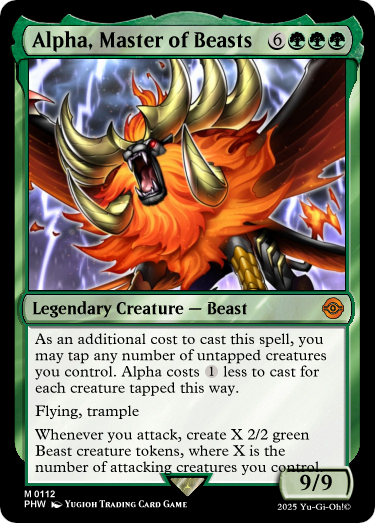 Alpha, Master of Beasts 6
Legendary Creature — Beast
As an additional cost to cast this spell, you
may tap any number of untapped creatures
you control. Alpha costs 1 less to cast for
each creature tapped this way.
Flying, trample
Whenever you attack, create X 2/2 green
Beast creature tokens, where X is the
number of attacking creatures you control.
9/9
M 0112
PHW Yugioh Trading Card Game
2025 Yu-Gi-Oh!©